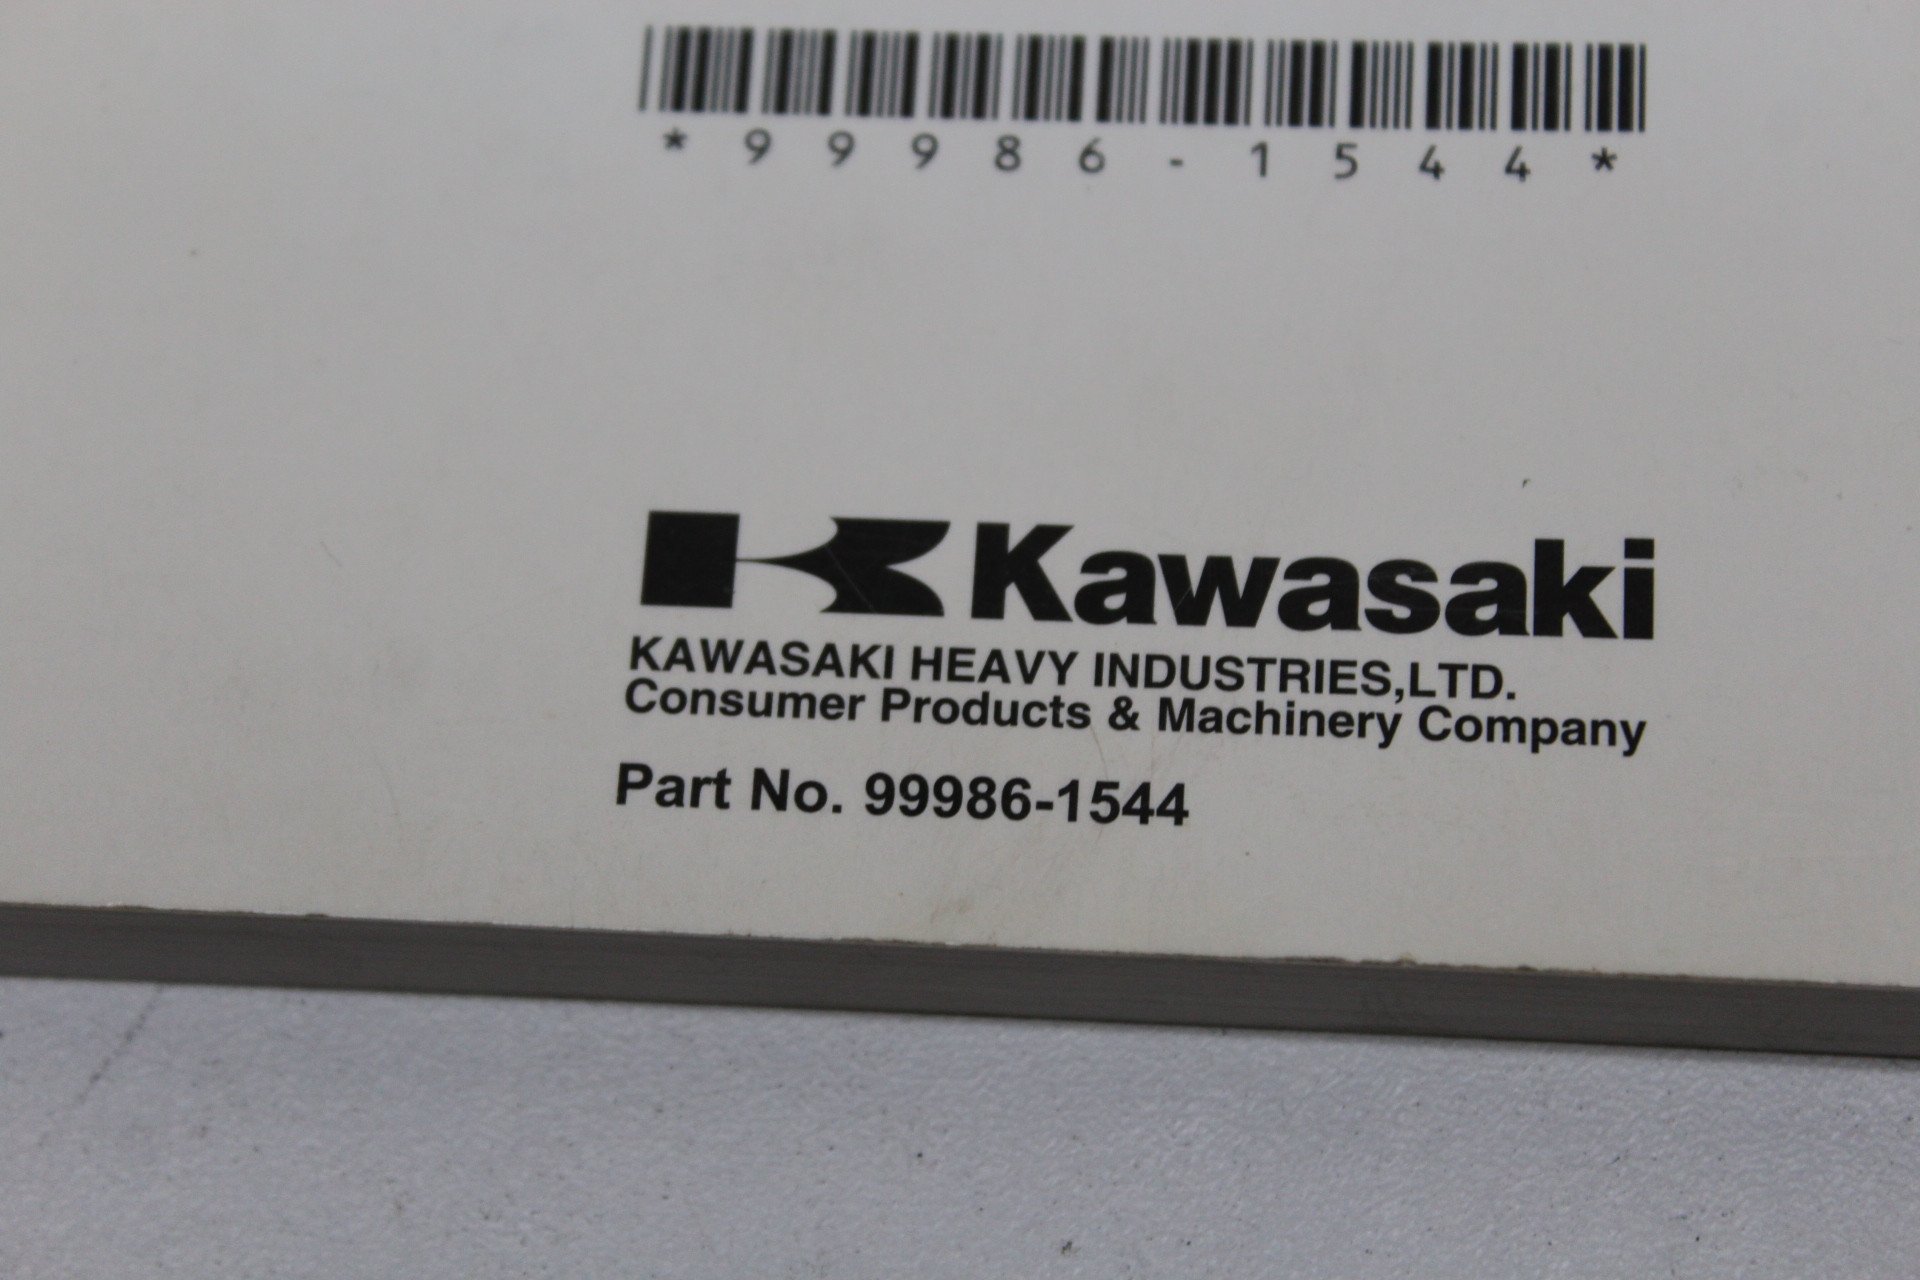 *99986-1544*
Kawasaki
KAWASAKI HEAVY INDUSTRIES,LTD.
Consumer Products & Machinery Company
Part No. 99986-1544